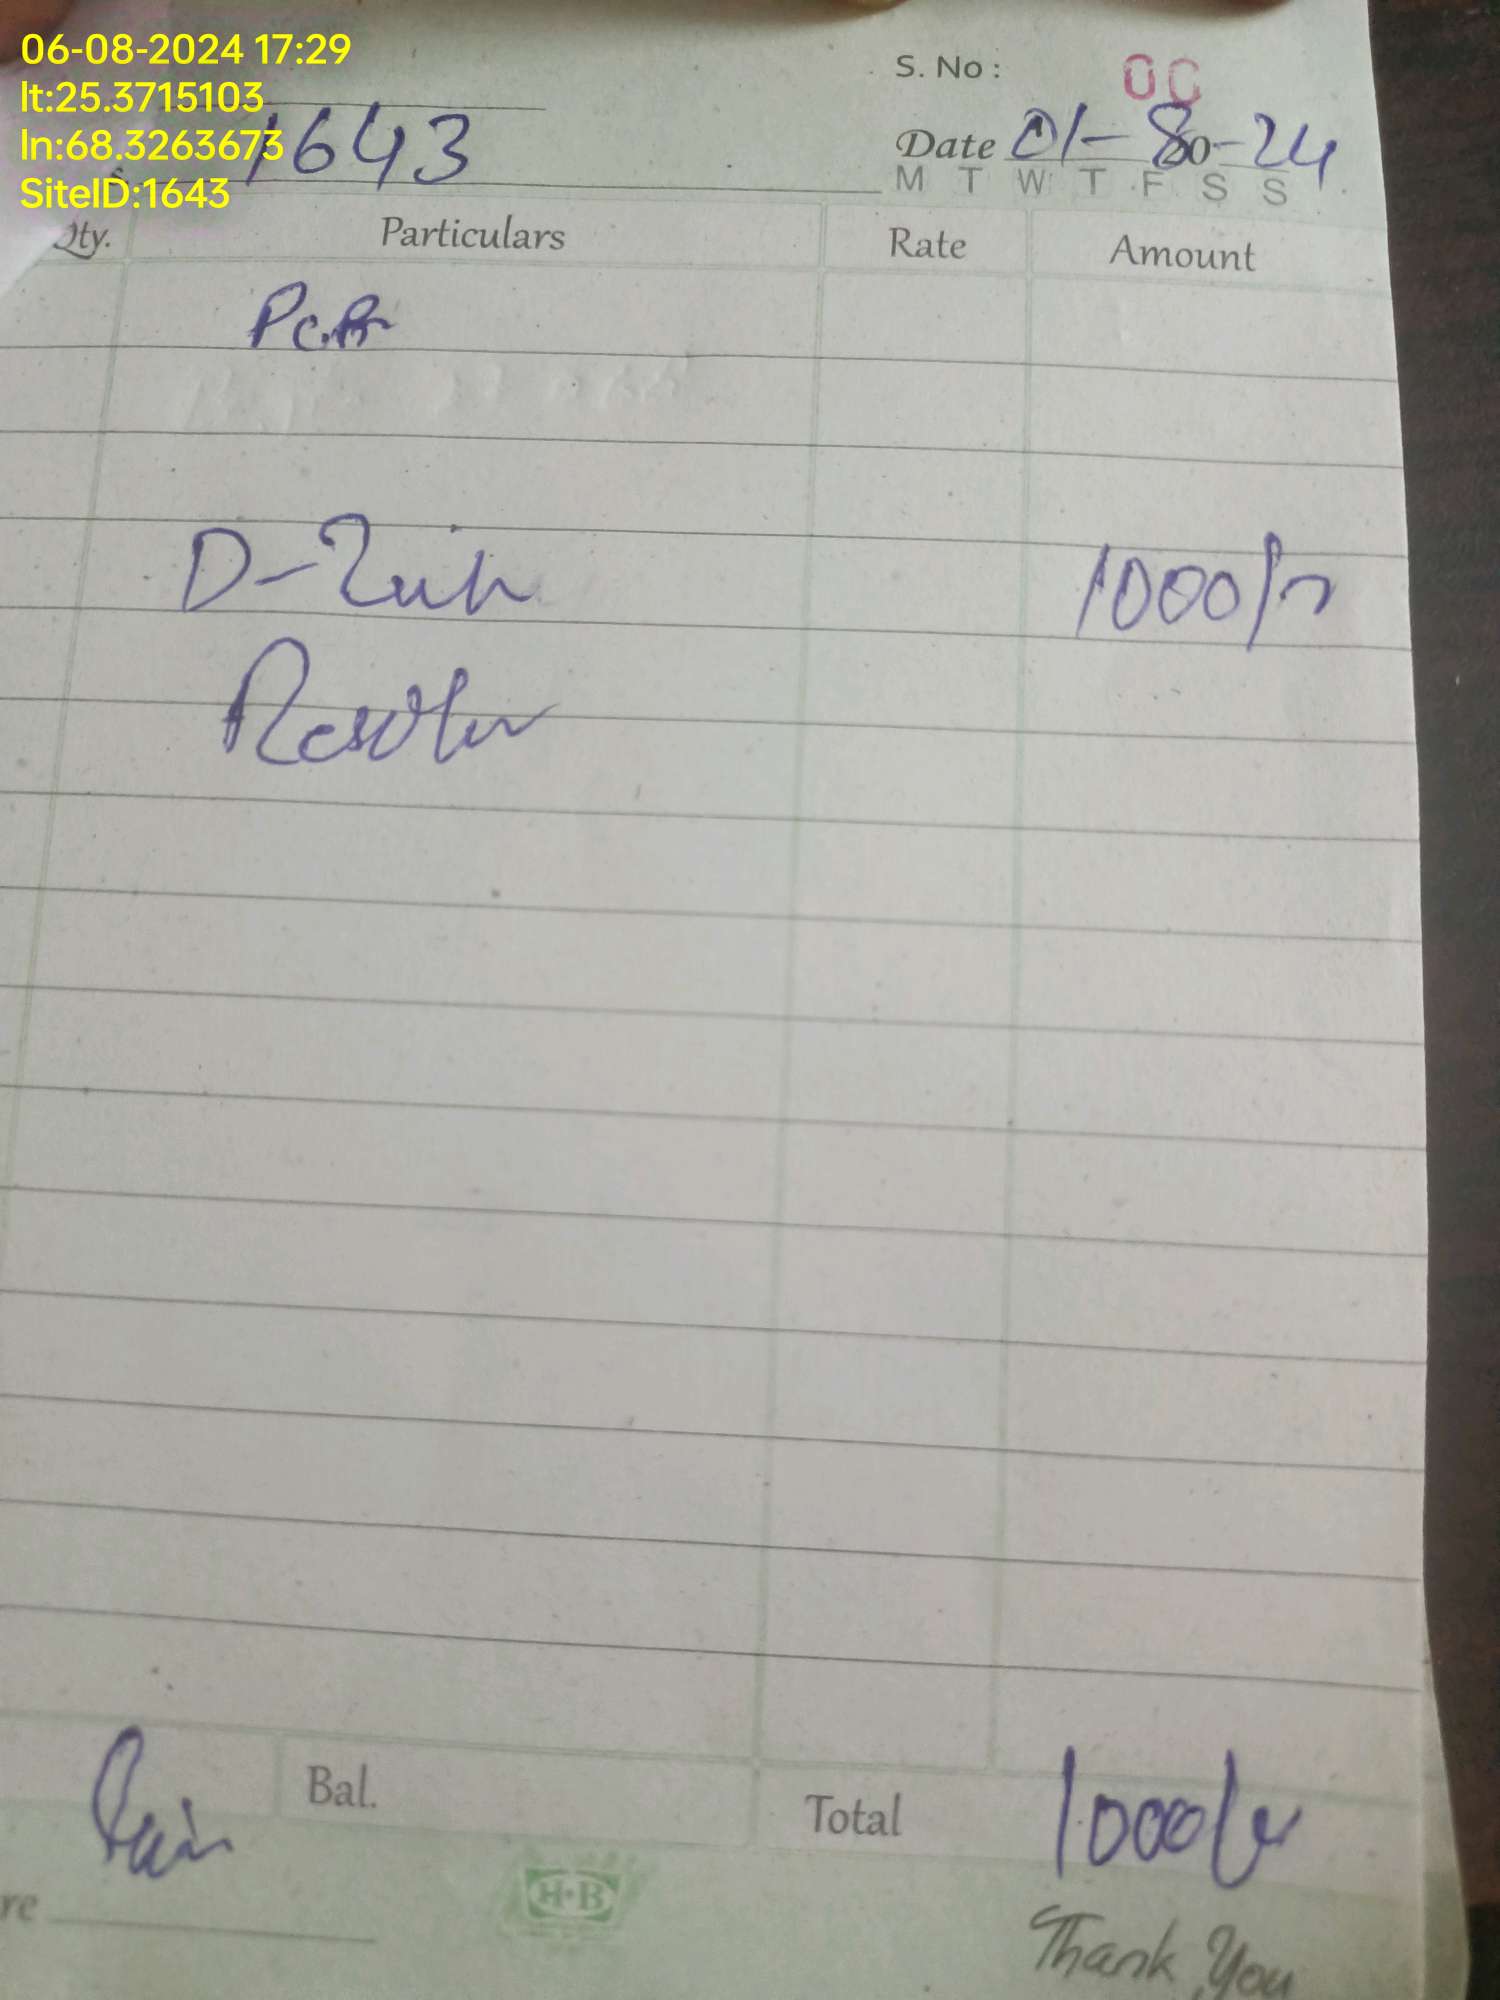 06-08-2024 17:29
lt:25.3715103
ln:68.3263673
SiteID:1643
S. No : 00
1643
Date 01-8-24
M T W T F S S
Qty. Particulars Rate Amount
D- 1000/-
Bal. Total 1000/-
H·B
Thank You